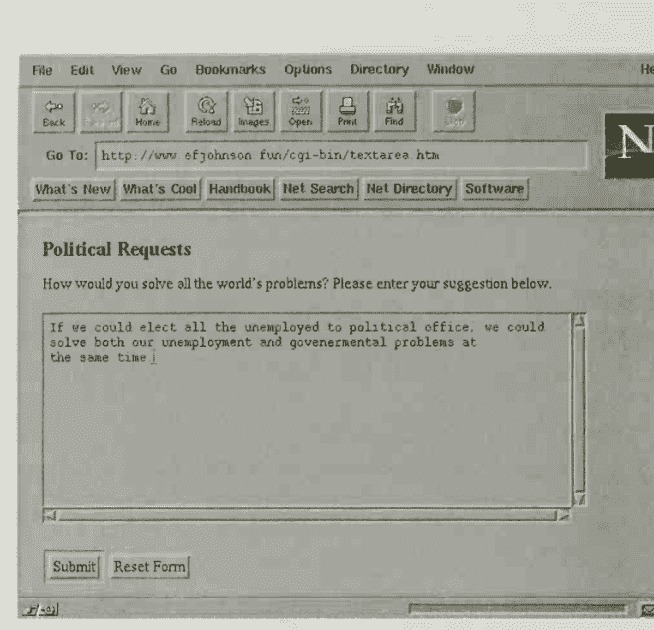 File Edit View Go Bookmarks Options Directory Window
Back Home Reload Images Open Print Find
Go To: http://www.efjohnson.fun/cgi-bin/textarea.htm
N
What's New What's Cool Handbook Net Search Net Directory Software
Political Requests
How would you solve all the world's problems? Please enter your suggestion below.
If we could elect all the unemployed to political office, we could
solve both our unemployment and govenermental problems at
the same time.
Submit Reset Form